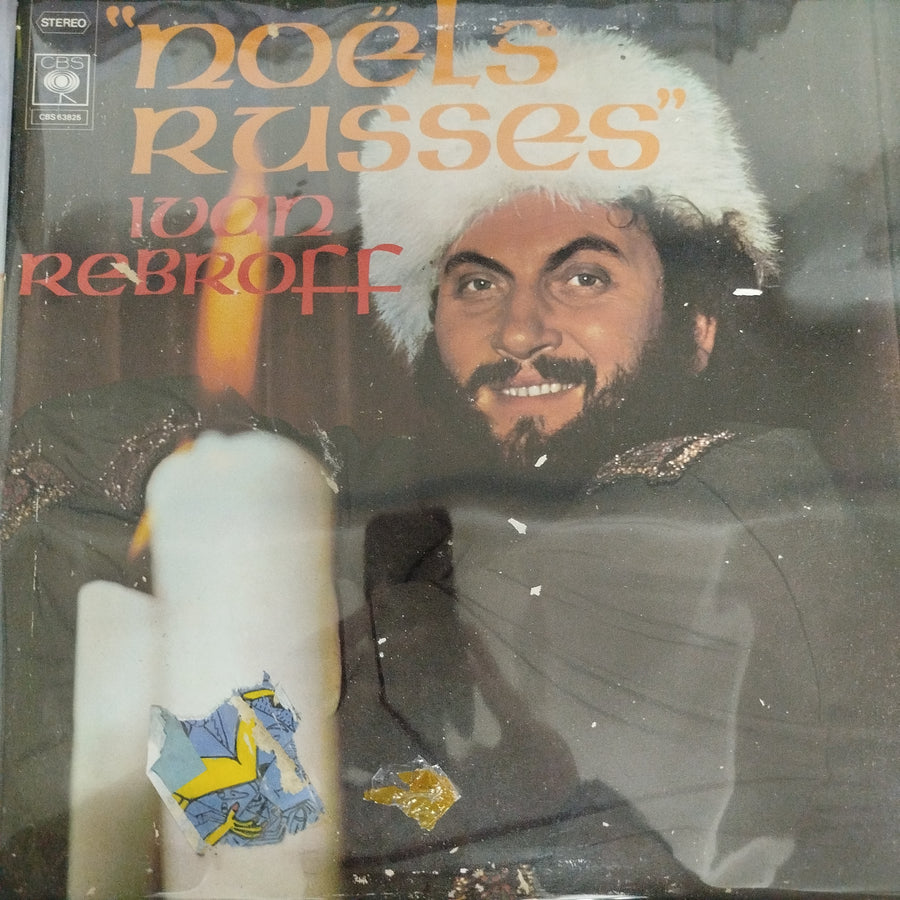 STEREO
CBS
CBS 63825
"noëls
russes"
ivan
rebroff